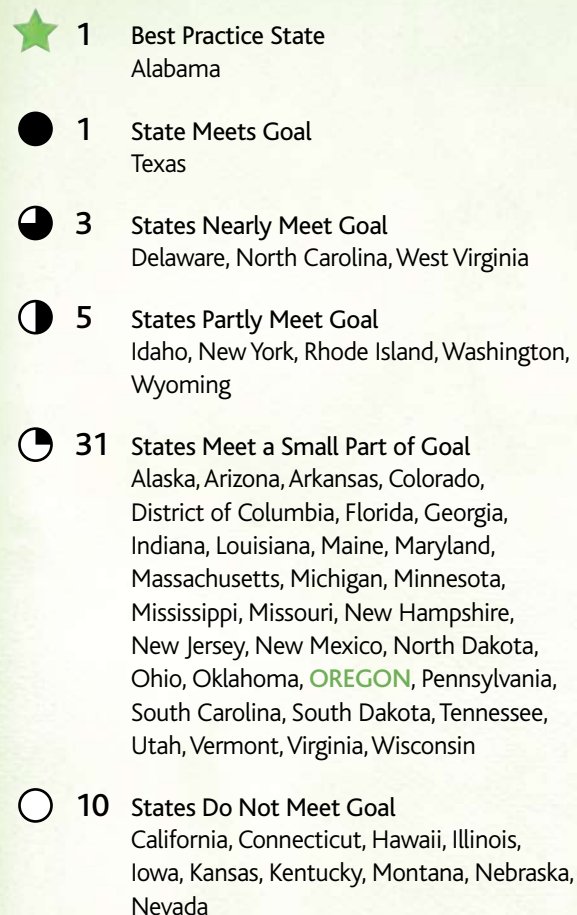 1 Best Practice State
Alabama
1 State Meets Goal
Texas
3 States Nearly Meet Goal
Delaware, North Carolina, West Virginia
5 States Partly Meet Goal
Idaho, New York, Rhode Island, Washington,
Wyoming
31 States Meet a Small Part of Goal
Alaska, Arizona, Arkansas, Colorado,
District of Columbia, Florida, Georgia,
Indiana, Louisiana, Maine, Maryland,
Massachusetts, Michigan, Minnesota,
Mississippi, Missouri, New Hampshire,
New Jersey, New Mexico, North Dakota,
Ohio, Oklahoma, OREGON, Pennsylvania,
South Carolina, South Dakota, Tennessee,
Utah, Vermont, Virginia, Wisconsin
10 States Do Not Meet Goal
California, Connecticut, Hawaii, Illinois,
Iowa, Kansas, Kentucky, Montana, Nebraska,
Nevada